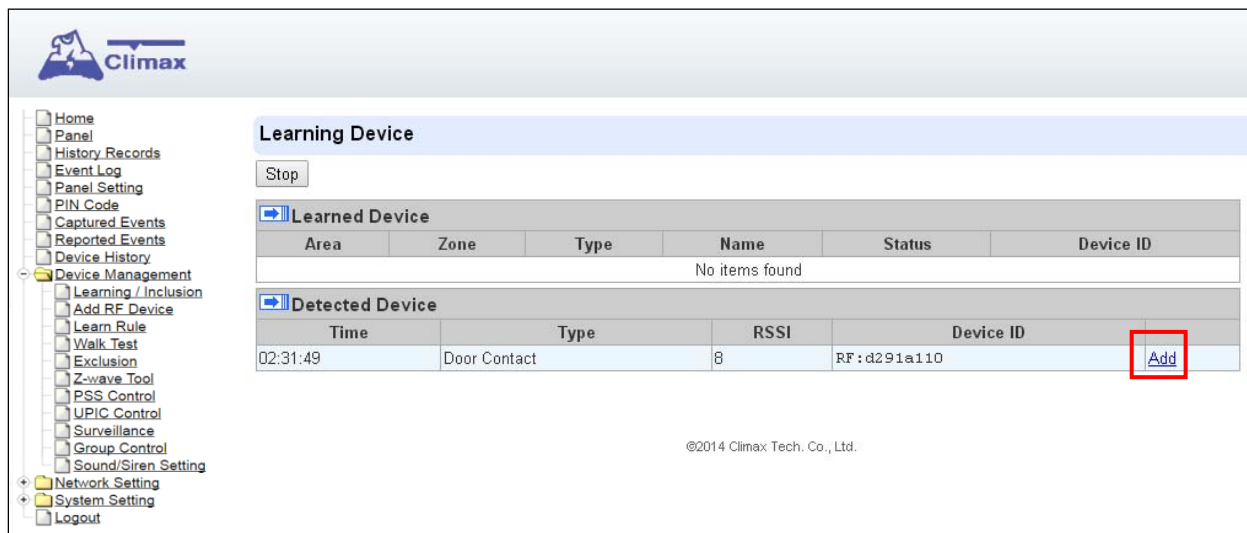 Climax
Home
Panel
History Records
Event Log
Panel Setting
PIN Code
Captured Events
Reported Events
Device History
Device Management
Learning / Inclusion
Add RF Device
Learn Rule
Walk Test
Exclusion
Z-wave Tool
PSS Control
UPIC Control
Surveillance
Group Control
Sound/Siren Setting
Network Setting
System Setting
Logout
Learning Device
Stop
Learned Device
Area Zone Type Name Status Device ID
No items found
Detected Device
Time Type RSSI Device ID
02:31:49 Door Contact 8 RF:d291a110 Add
©2014 Climax Tech. Co., Ltd.